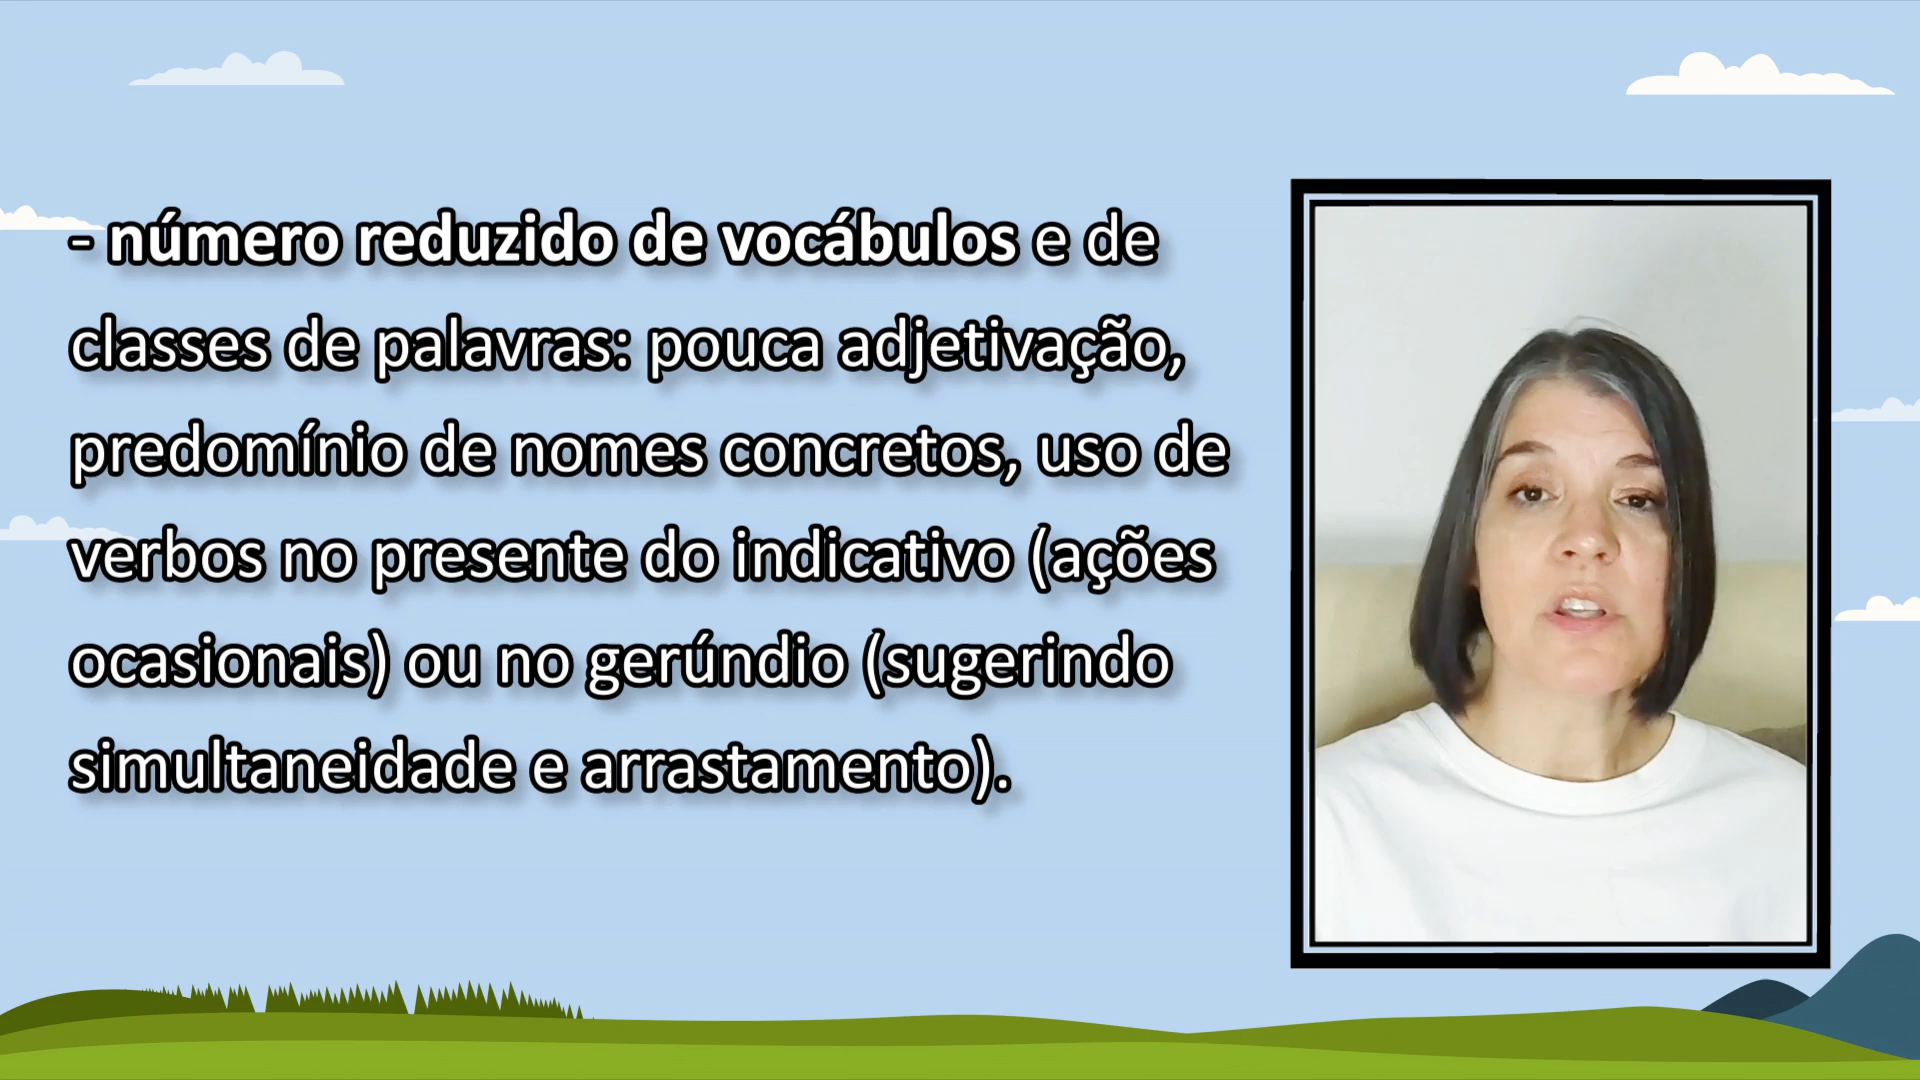 - número reduzido de vocábulos e de
classes de palavras: pouca adjetivação,
predomínio de nomes concretos, uso de
verbos no presente do indicativo (ações
ocasionais) ou no gerúndio (sugerindo
simultaneidade e arrastamento).